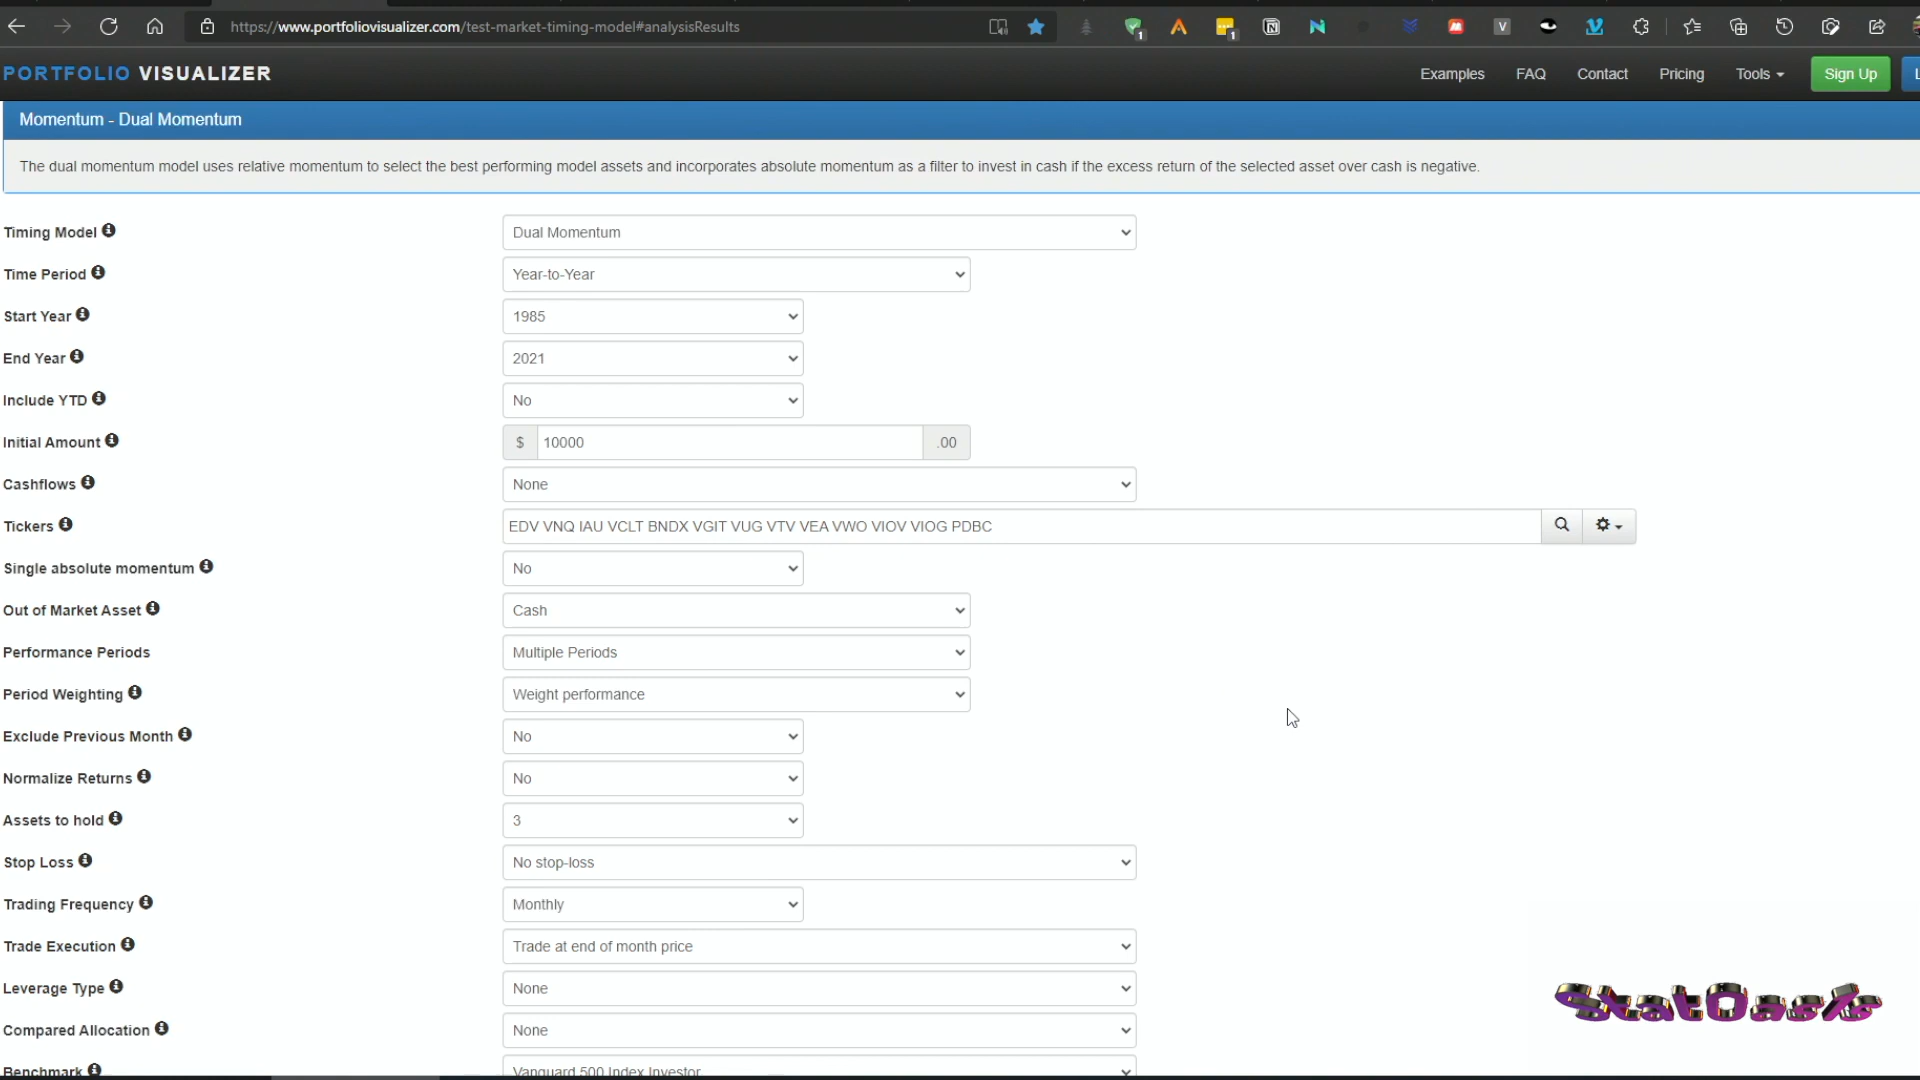 https://www.portfoliovisualizer.com/test-market-timing-model#analysisResults
PORTFOLIO VISUALIZER
Examples FAQ Contact Pricing Tools Sign Up
Momentum - Dual Momentum
The dual momentum model uses relative momentum to select the best performing model assets and incorporates absolute momentum as a filter to invest in cash if the excess return of the selected asset over cash is negative.
Timing Model Dual Momentum
Time Period Year-to-Year
Start Year 1985
End Year 2021
Include YTD No
Initial Amount $ 10000 .00
Cashflows None
Tickers EDV VNQ IAU VCLT BNDX VGIT VUG VTV VEA VWO VIOV VIOG PDBC
Single absolute momentum No
Out of Market Asset Cash
Performance Periods Multiple Periods
Period Weighting Weight performance
Exclude Previous Month No
Normalize Returns No
Assets to hold 3
Stop Loss No stop-loss
Trading Frequency Monthly
Trade Execution Trade at end of month price
Leverage Type None
Compared Allocation None
Benchmark Vanguard 500 Index Investor
StatOasis